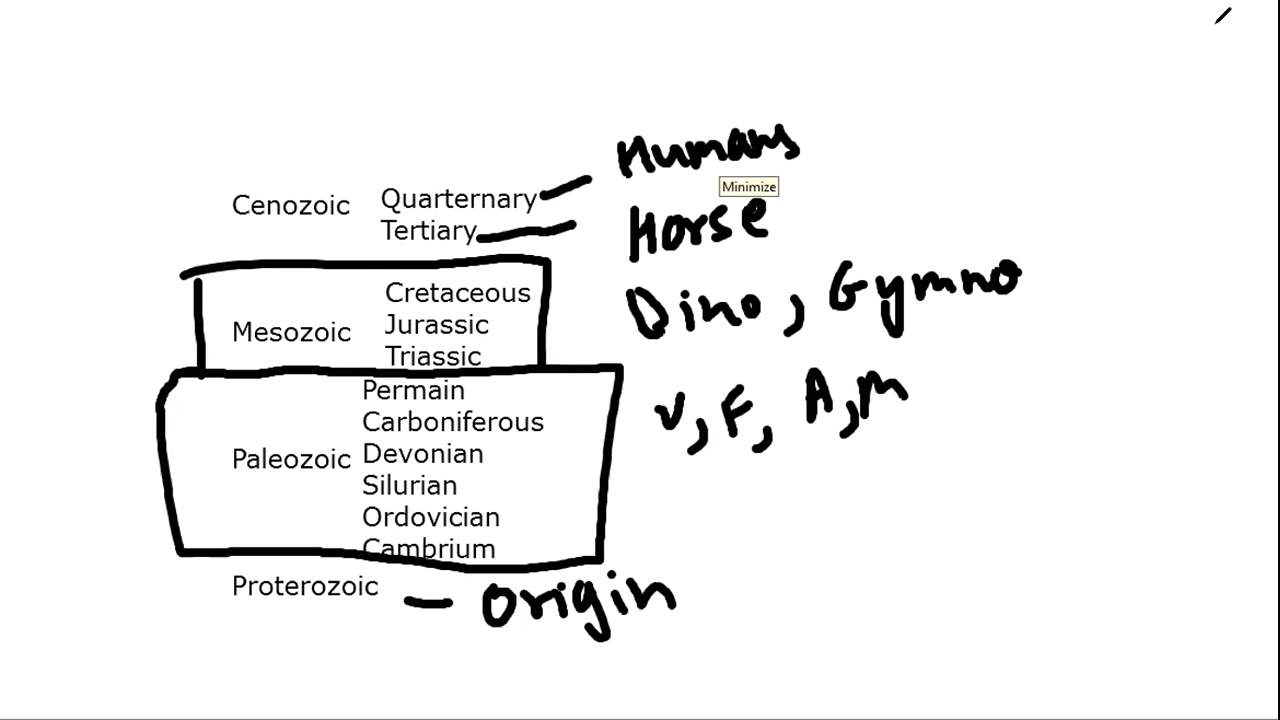 Humans
Minimize
Cenozoic Quarternary
Tertiary
Horse
Cretaceous
Dino, Gymno
Mesozoic Jurassic
Triassic
Permain
V, F, A, M
Carboniferous
Paleozoic Devonian
Silurian
Ordovician
Cambrium
Proterozoic - Origin